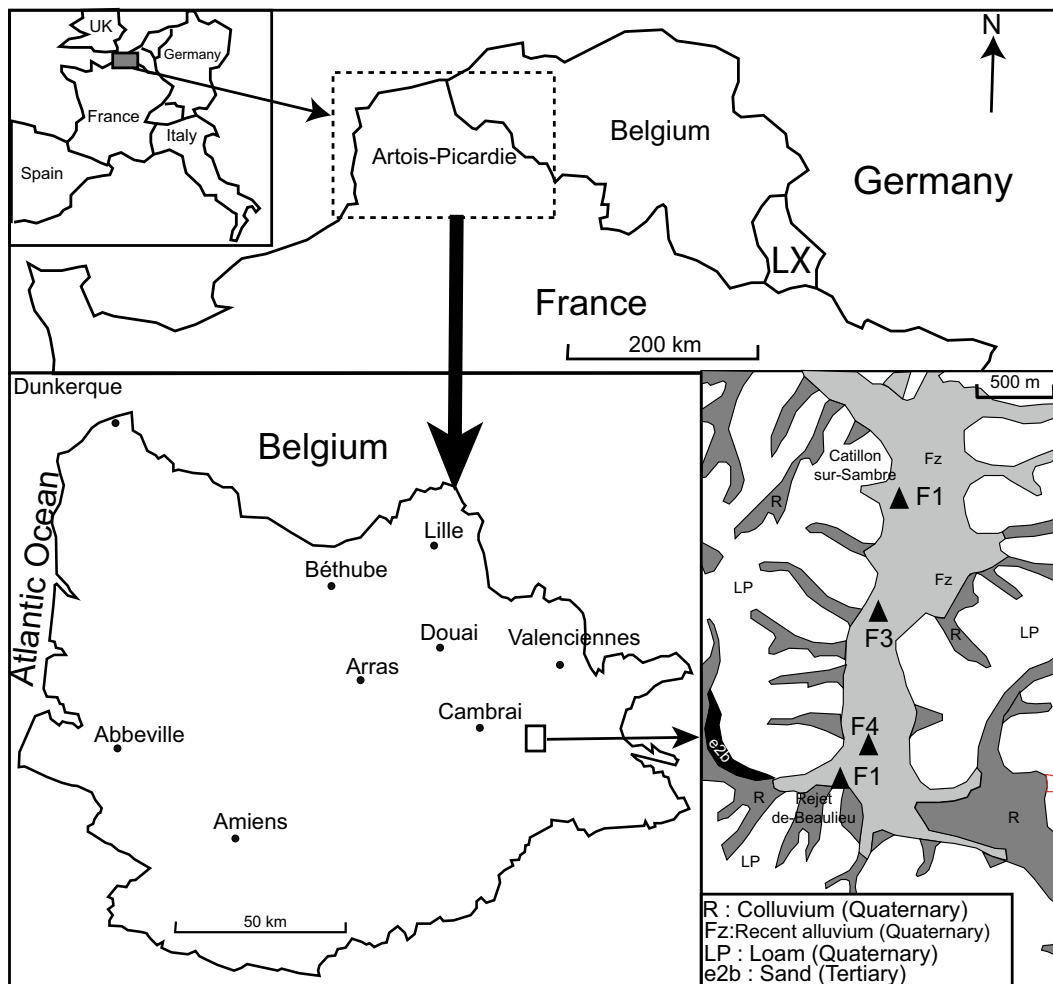 UK
Germany
France
Italy
Spain
N
Artois-Picardie
Belgium
Germany
LX
France
200 km
Dunkerque
Belgium
Atlantic Ocean
Lille
Béthube
Douai
Valenciennes
Arras
Cambrai
Abbeville
Amiens
50 km
500 m
Catillon
sur-Sambre
Fz
F1
R
LP
Fz
F3
R
LP
F4
e2b
F1
R
Rejet
de-Beaulieu
R
LP
R : Colluvium (Quaternary)
Fz:Recent alluvium (Quaternary)
LP : Loam (Quaternary)
e2b : Sand (Tertiary)